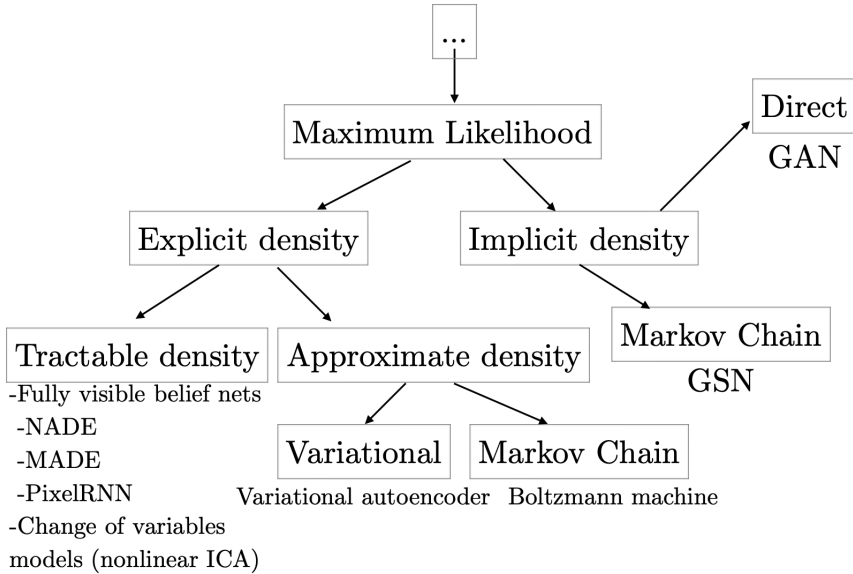 ...
Maximum Likelihood
Direct
GAN
Explicit density
Implicit density
Markov Chain
GSN
Tractable density
-Fully visible belief nets
-NADE
-MADE
-PixelRNN
-Change of variables
models (nonlinear ICA)
Approximate density
Variational
Variational autoencoder
Markov Chain
Boltzmann machine